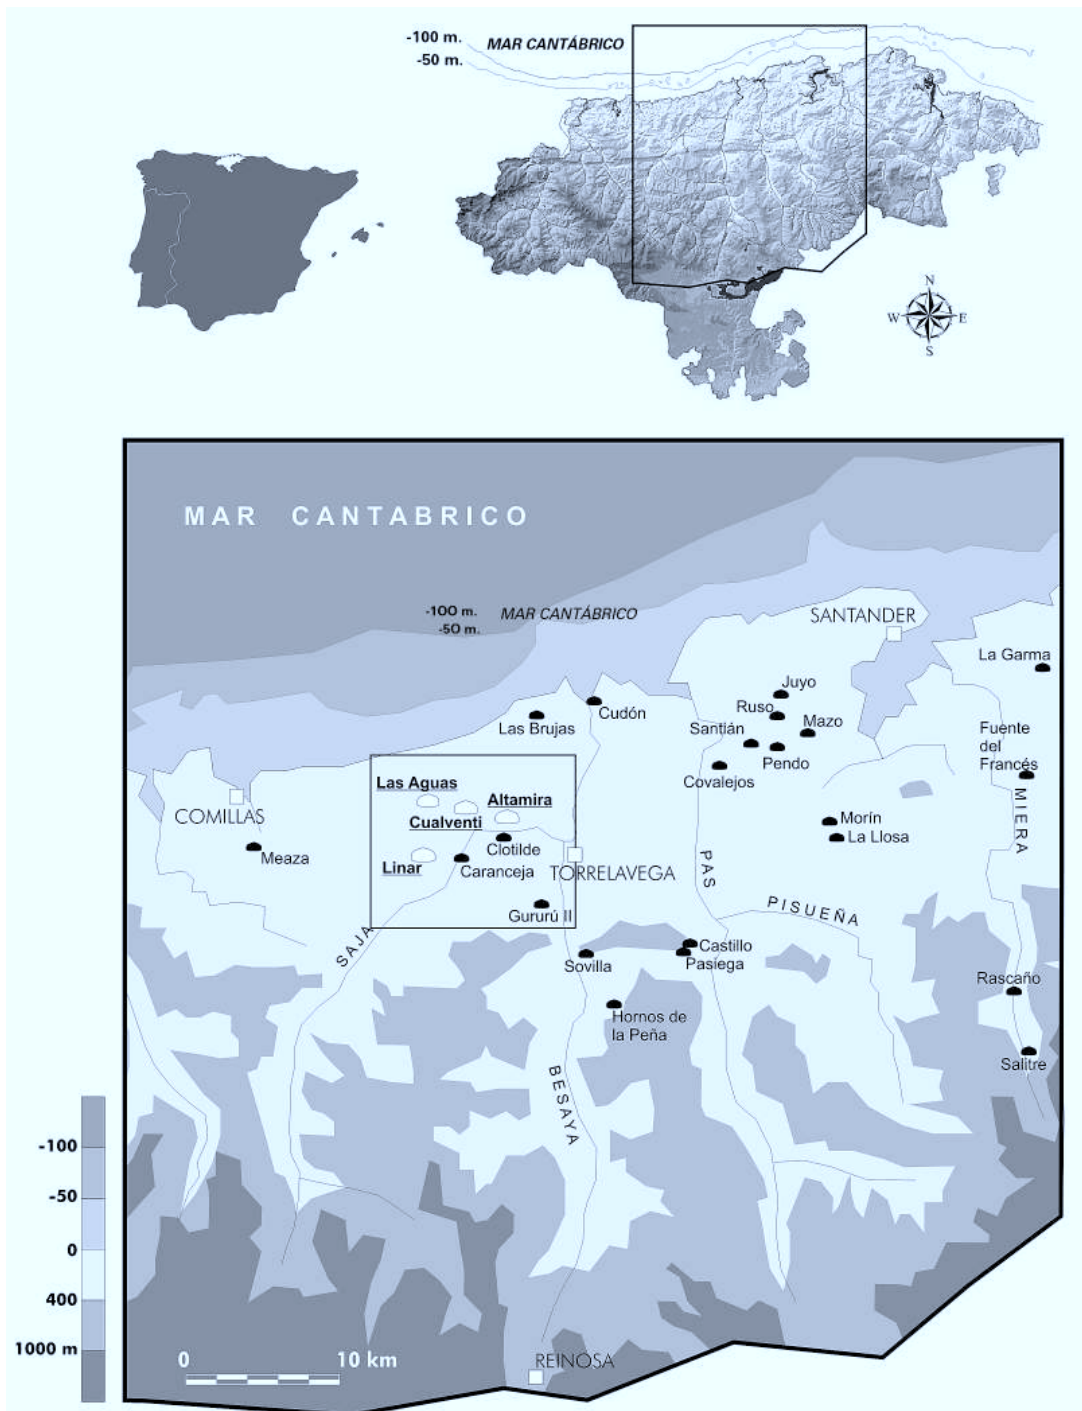 -100 m.
MAR CANTÁBRICO
-50 m.
N
W
E
S
MAR CANTABRICO
-100 m.
MAR CANTÁBRICO
-50 m.
SANTANDER
La Garma
Juyo
Ruso
Mazo
Cudón
Las Brujas
Santián
Pendo
Fuente
del
Francés
Covalejos
Las Aguas
Altamira
COMILLAS
Cualventi
Morín
La Llosa
MIERA
Clotilde
Meaza
Linar
Caranceja
TORRELAVEGA
PAS
PISUEÑA
Gururú II
SAJA
Castillo
Pasiega
Sovilla
Rascaño
Hornos de
la Peña
Salitre
BESAYA
-100
-50
0
400
1000 m
0
10 km
REINOSA